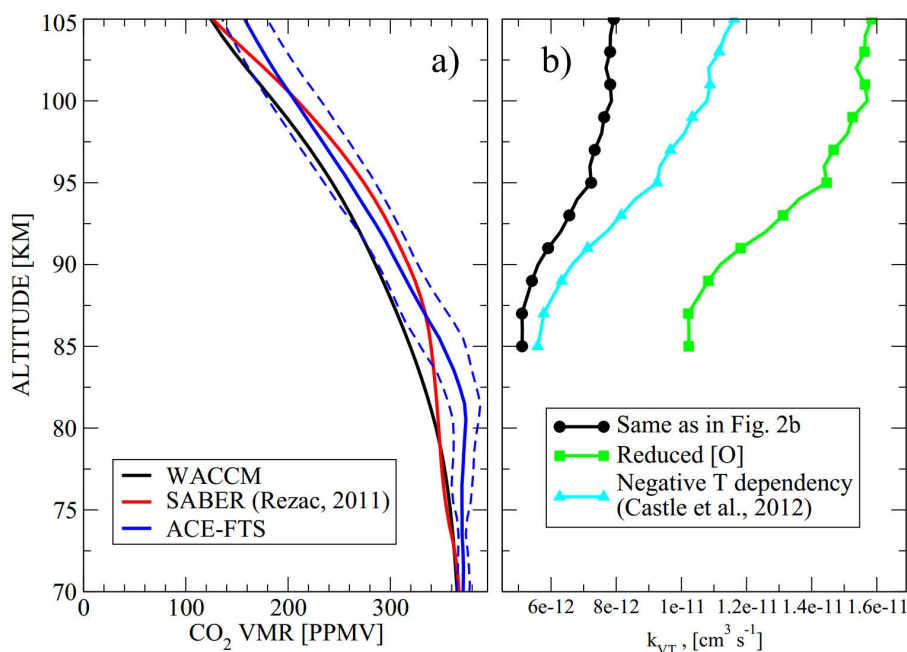 a)
b)
ALTITUDE [KM]
105
100
95
90
85
80
75
70
WACCM
SABER (Rezac, 2011)
ACE-FTS
Same as in Fig. 2b
Reduced [O]
Negative T dependency
(Castle et al., 2012)
0 100 200 300
CO₂ VMR [PPMV]
6e-12 8e-12 1e-11 1.2e-11 1.4e-11 1.6e-11
k_VT , [cm³ s⁻¹]